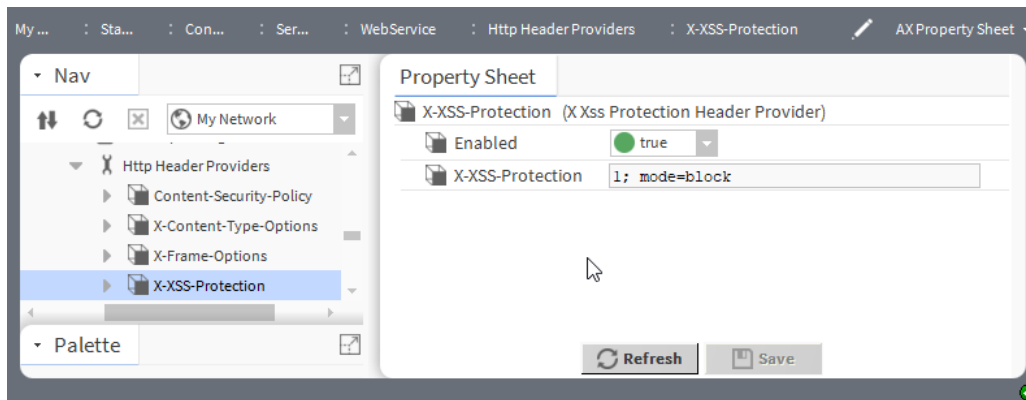 My ... : Sta... : Con... : Ser... : WebService : Http Header Providers : X-XSS-Protection AX Property Sheet
Nav
My Network
Http Header Providers
Content-Security-Policy
X-Content-Type-Options
X-Frame-Options
X-XSS-Protection
Palette
Property Sheet
X-XSS-Protection (X Xss Protection Header Provider)
Enabled true
X-XSS-Protection 1; mode=block
Refresh Save